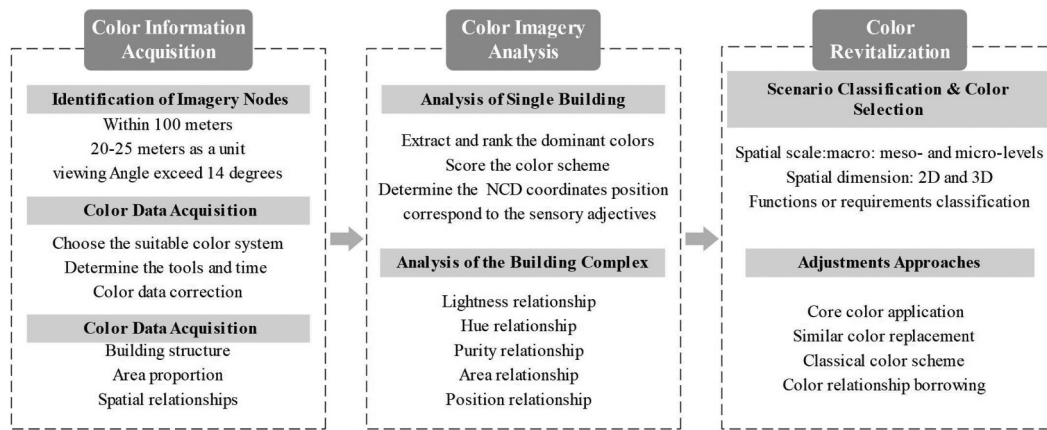 Color Information
Acquisition
Identification of Imagery Nodes
Within 100 meters
20-25 meters as a unit
viewing Angle exceed 14 degrees
Color Data Acquisition
Choose the suitable color system
Determine the tools and time
Color data correction
Color Data Acquisition
Building structure
Area proportion
Spatial relationships
Color Imagery
Analysis
Analysis of Single Building
Extract and rank the dominant colors
Score the color scheme
Determine the NCD coordinates position
correspond to the sensory adjectives
Analysis of the Building Complex
Lightness relationship
Hue relationship
Purity relationship
Area relationship
Position relationship
Color
Revitalization
Scenario Classification & Color
Selection
Spatial scale:macro: meso- and micro-levels
Spatial dimension: 2D and 3D
Functions or requirements classification
Adjustments Approaches
Core color application
Similar color replacement
Classical color scheme
Color relationship borrowing